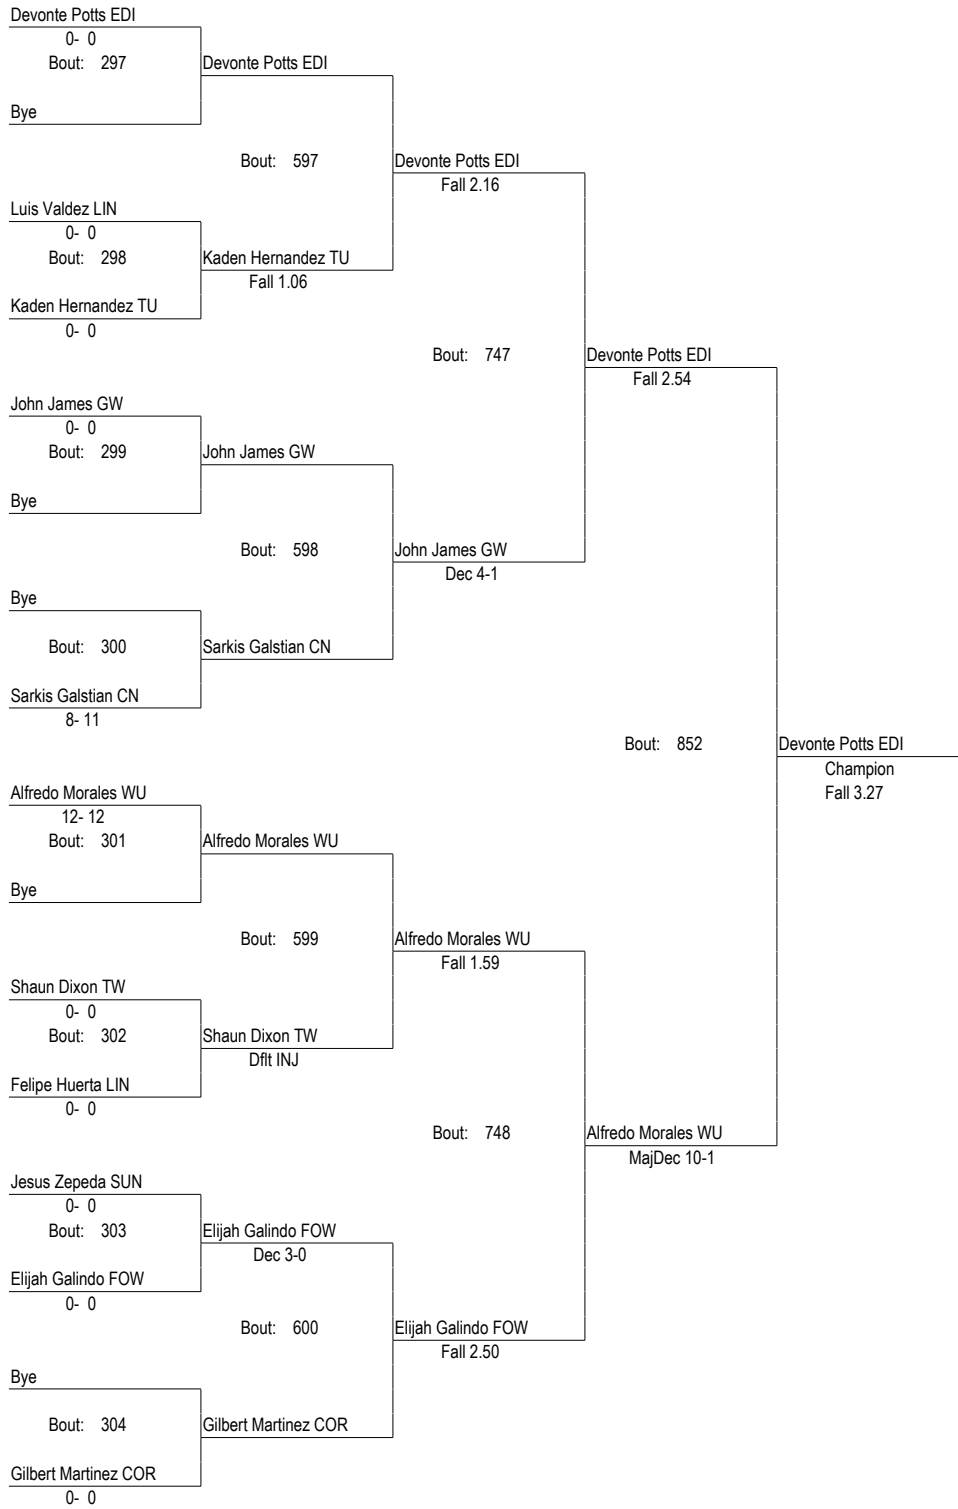 Devonte Potts EDI
0- 0
Bout: 297
Devonte Potts EDI
Bye
Bout: 597
Devonte Potts EDI
Fall 2.16
Luis Valdez LIN
0- 0
Bout: 298
Kaden Hernandez TU
Fall 1.06
Kaden Hernandez TU
0- 0
Bout: 747
Devonte Potts EDI
Fall 2.54
John James GW
0- 0
Bout: 299
John James GW
Bye
Bout: 598
John James GW
Dec 4-1
Bye
Bout: 300
Sarkis Galstian CN
Sarkis Galstian CN
8- 11
Bout: 852
Devonte Potts EDI
Champion
Fall 3.27
Alfredo Morales WU
12- 12
Bout: 301
Alfredo Morales WU
Bye
Bout: 599
Alfredo Morales WU
Fall 1.59
Shaun Dixon TW
0- 0
Bout: 302
Shaun Dixon TW
Dflt INJ
Felipe Huerta LIN
0- 0
Bout: 748
Alfredo Morales WU
MajDec 10-1
Jesus Zepeda SUN
0- 0
Bout: 303
Elijah Galindo FOW
Dec 3-0
Elijah Galindo FOW
0- 0
Bout: 600
Elijah Galindo FOW
Fall 2.50
Bye
Bout: 304
Gilbert Martinez COR
Gilbert Martinez COR
0- 0